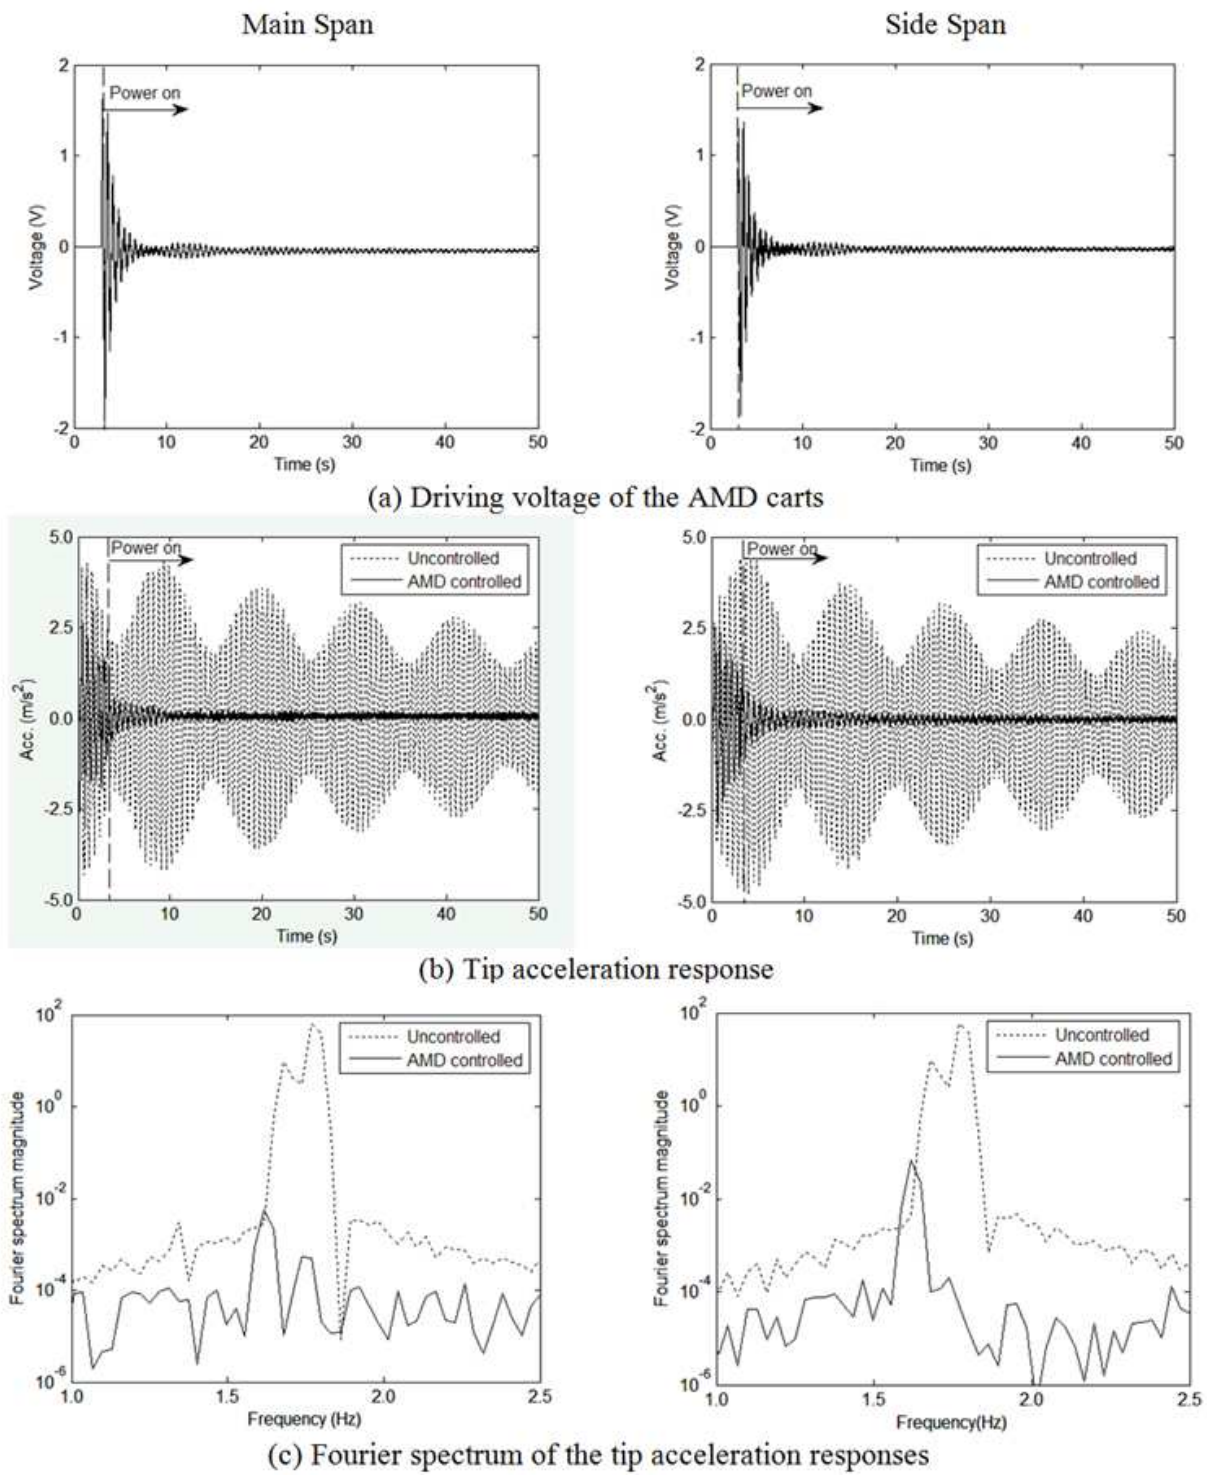 Main Span
Side Span
2
1
0
-1
-2
Voltage (V)
Power on
0 10 20 30 40 50
Time (s)
2
1
0
-1
-2
Voltage (V)
Power on
0 10 20 30 40 50
Time (s)
(a) Driving voltage of the AMD carts
5.0
2.5
0.0
-2.5
-5.0
Acc. (m/s²)
Power on
Uncontrolled
AMD controlled
0 10 20 30 40 50
Time (s)
5.0
2.5
0.0
-2.5
-5.0
Acc. (m/s²)
Power on
Uncontrolled
AMD controlled
0 10 20 30 40 50
Time (s)
(b) Tip acceleration response
10²
10⁰
10⁻²
10⁻⁴
10⁻⁶
Fourier spectrum magnitude
Uncontrolled
AMD controlled
1.0 1.5 2.0 2.5
Frequency (Hz)
10²
10⁰
10⁻²
10⁻⁴
10⁻⁶
Fourier spectrum magnitude
Uncontrolled
AMD controlled
1.0 1.5 2.0 2.5
Frequency(Hz)
(c) Fourier spectrum of the tip acceleration responses